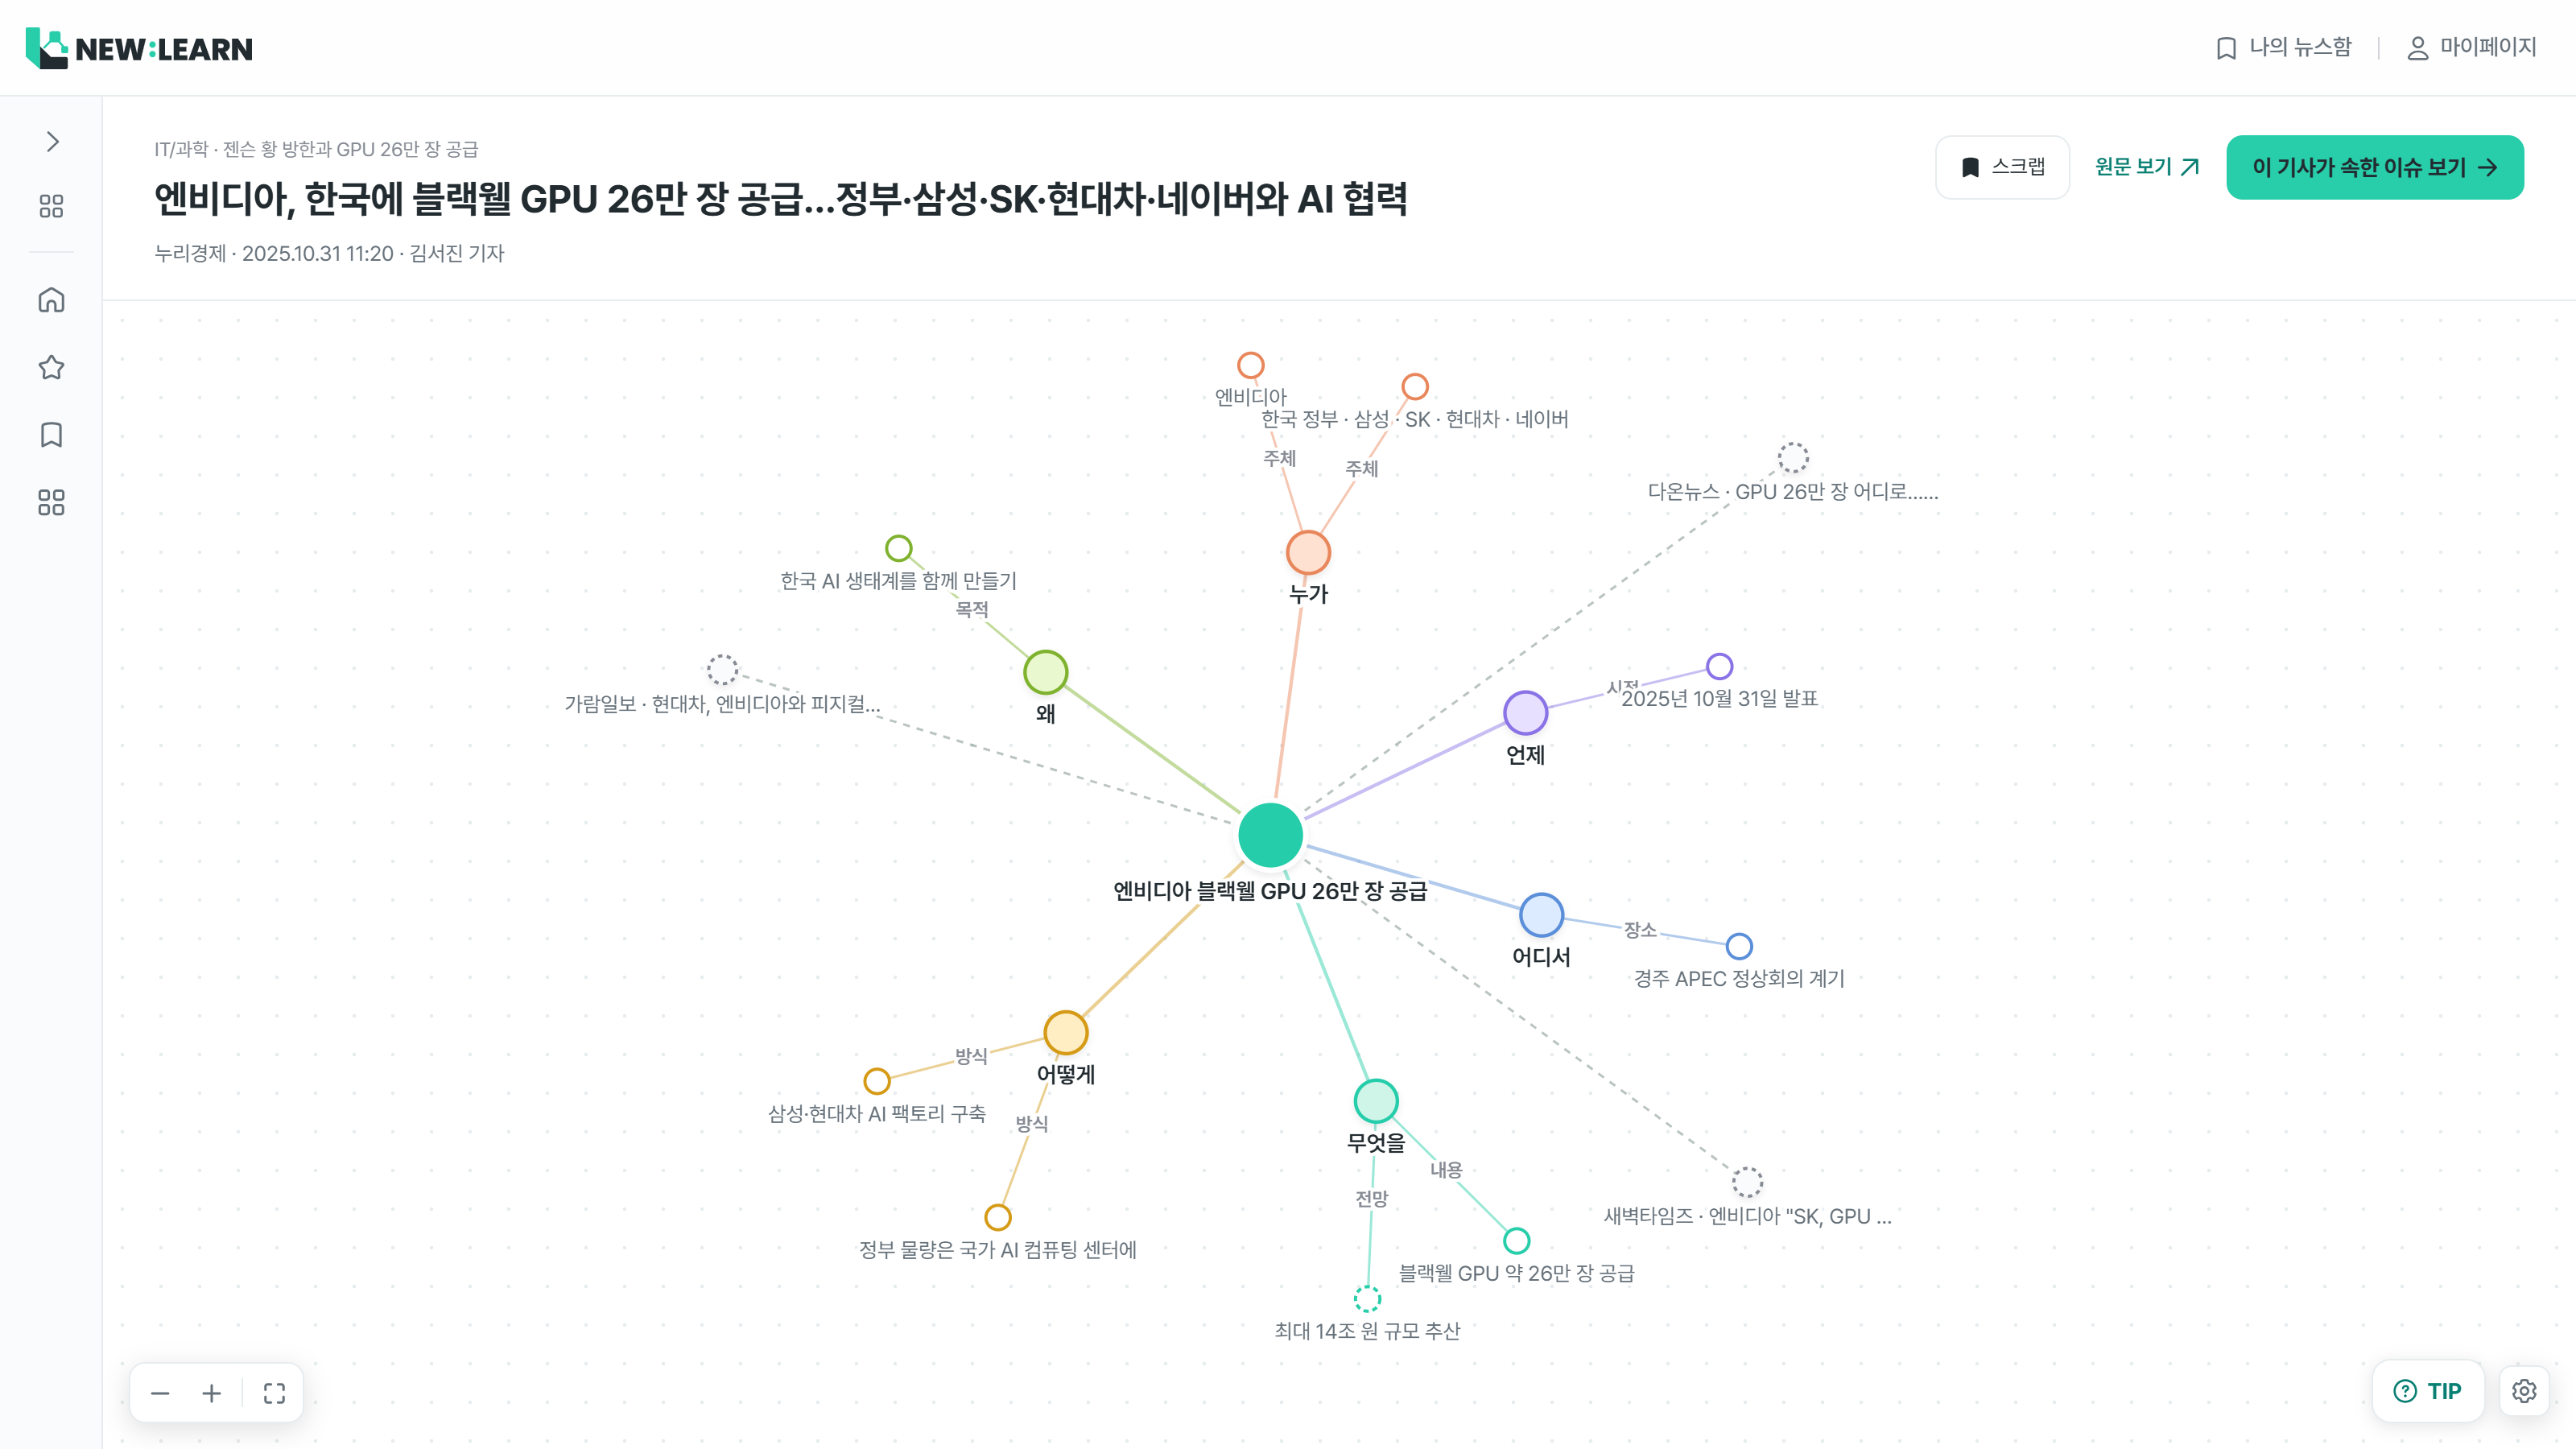 NEW:LEARN
나의 뉴스함
마이페이지
IT/과학 · 젠슨 황 방한과 GPU 26만 장 공급
엔비디아, 한국에 블랙웰 GPU 26만 장 공급...정부·삼성·SK·현대차·네이버와 AI 협력
누리경제 · 2025.10.31 11:20 · 김서진 기자
스크랩
원문 보기
이 기사가 속한 이슈 보기
엔비디아
한국 정부 · 삼성 · SK · 현대차 · 네이버
주체
주체
다온뉴스 · GPU 26만 장 어디로……
한국 AI 생태계를 함께 만들기
목적
누가
가람일보 · 현대차, 엔비디아와 피지컬...
왜
시점
2025년 10월 31일 발표
언제
엔비디아 블랙웰 GPU 26만 장 공급
장소
어디서
경주 APEC 정상회의 계기
방식
어떻게
삼성·현대차 AI 팩토리 구축
방식
무엇을
내용
전망
정부 물량은 국가 AI 컴퓨팅 센터에
새벽타임즈 · 엔비디아 "SK, GPU ...
블랙웰 GPU 약 26만 장 공급
최대 14조 원 규모 추산
TIP